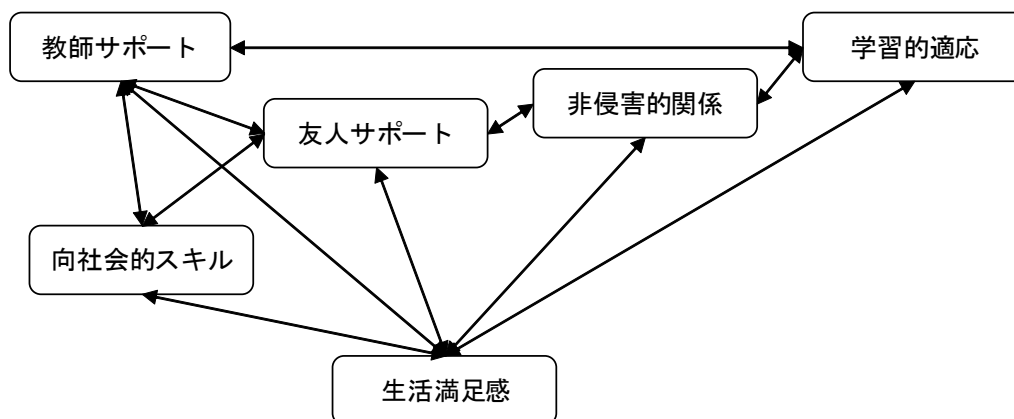 教師サポート
学習的適応
非侵害的関係
友人サポート
向社会的スキル
生活満足感